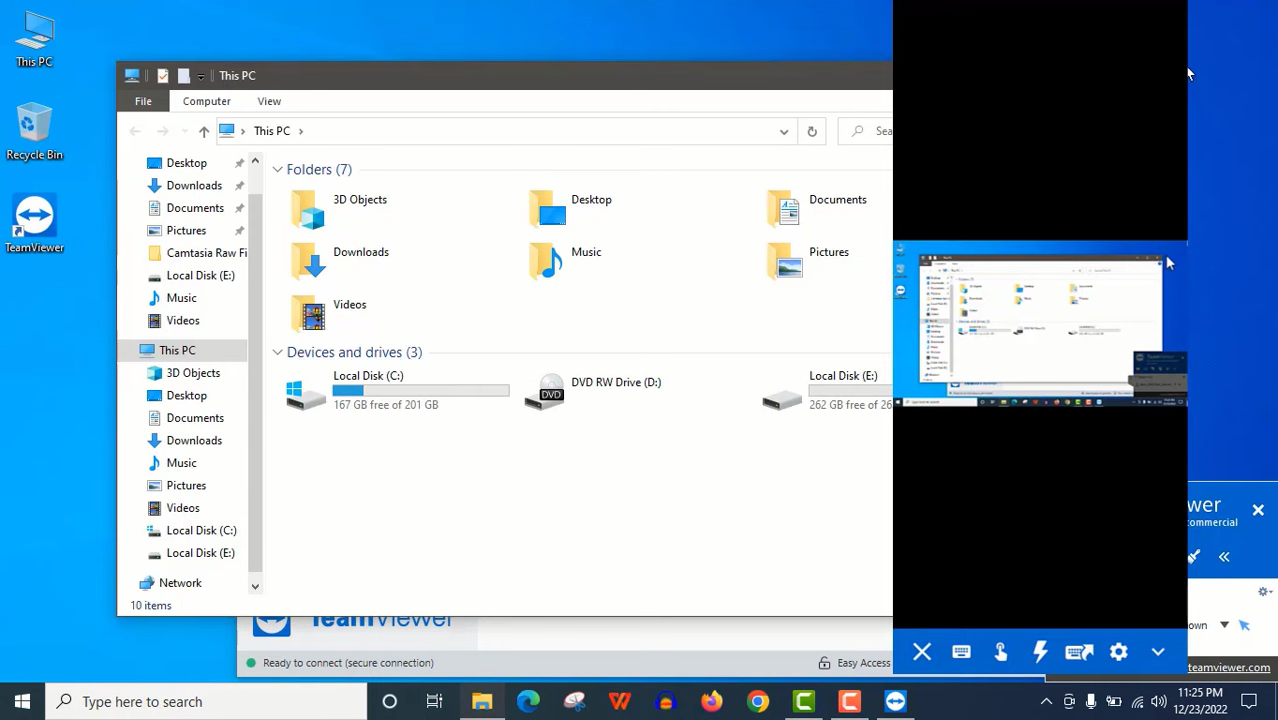 This PC
Recycle Bin
TeamViewer
This PC
File Computer View
This PC
Sea
Desktop
Downloads
Documents
Pictures
Camtasia Raw Fi
Local Disk (E:)
Music
Videos
This PC
3D Objects
Desktop
Downloads
Documents
Music
Pictures
Videos
Local Disk (C:)
Local Disk (E:)
Network
Folders (7)
3D Objects
Desktop
Documents
Downloads
Music
Pictures
Videos
Devices and drives (3)
Local Disk (C:)
167 GB free of 201 GB
DVD RW Drive (D:)
DVD
Local Disk (E:)
262 GB free of 26
10 items
TeamViewer
Ready to connect (secure connection)
Easy Access
wer
commercial
own
teamviewer.com
Type here to search
11:25 PM
12/23/2022